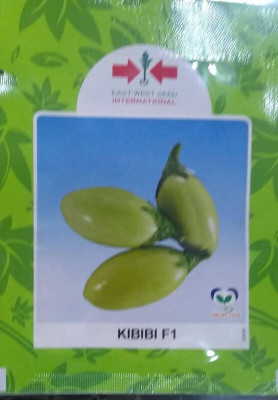 EAST-WEST SEED
INTERNATIONAL
KIBIBI F1